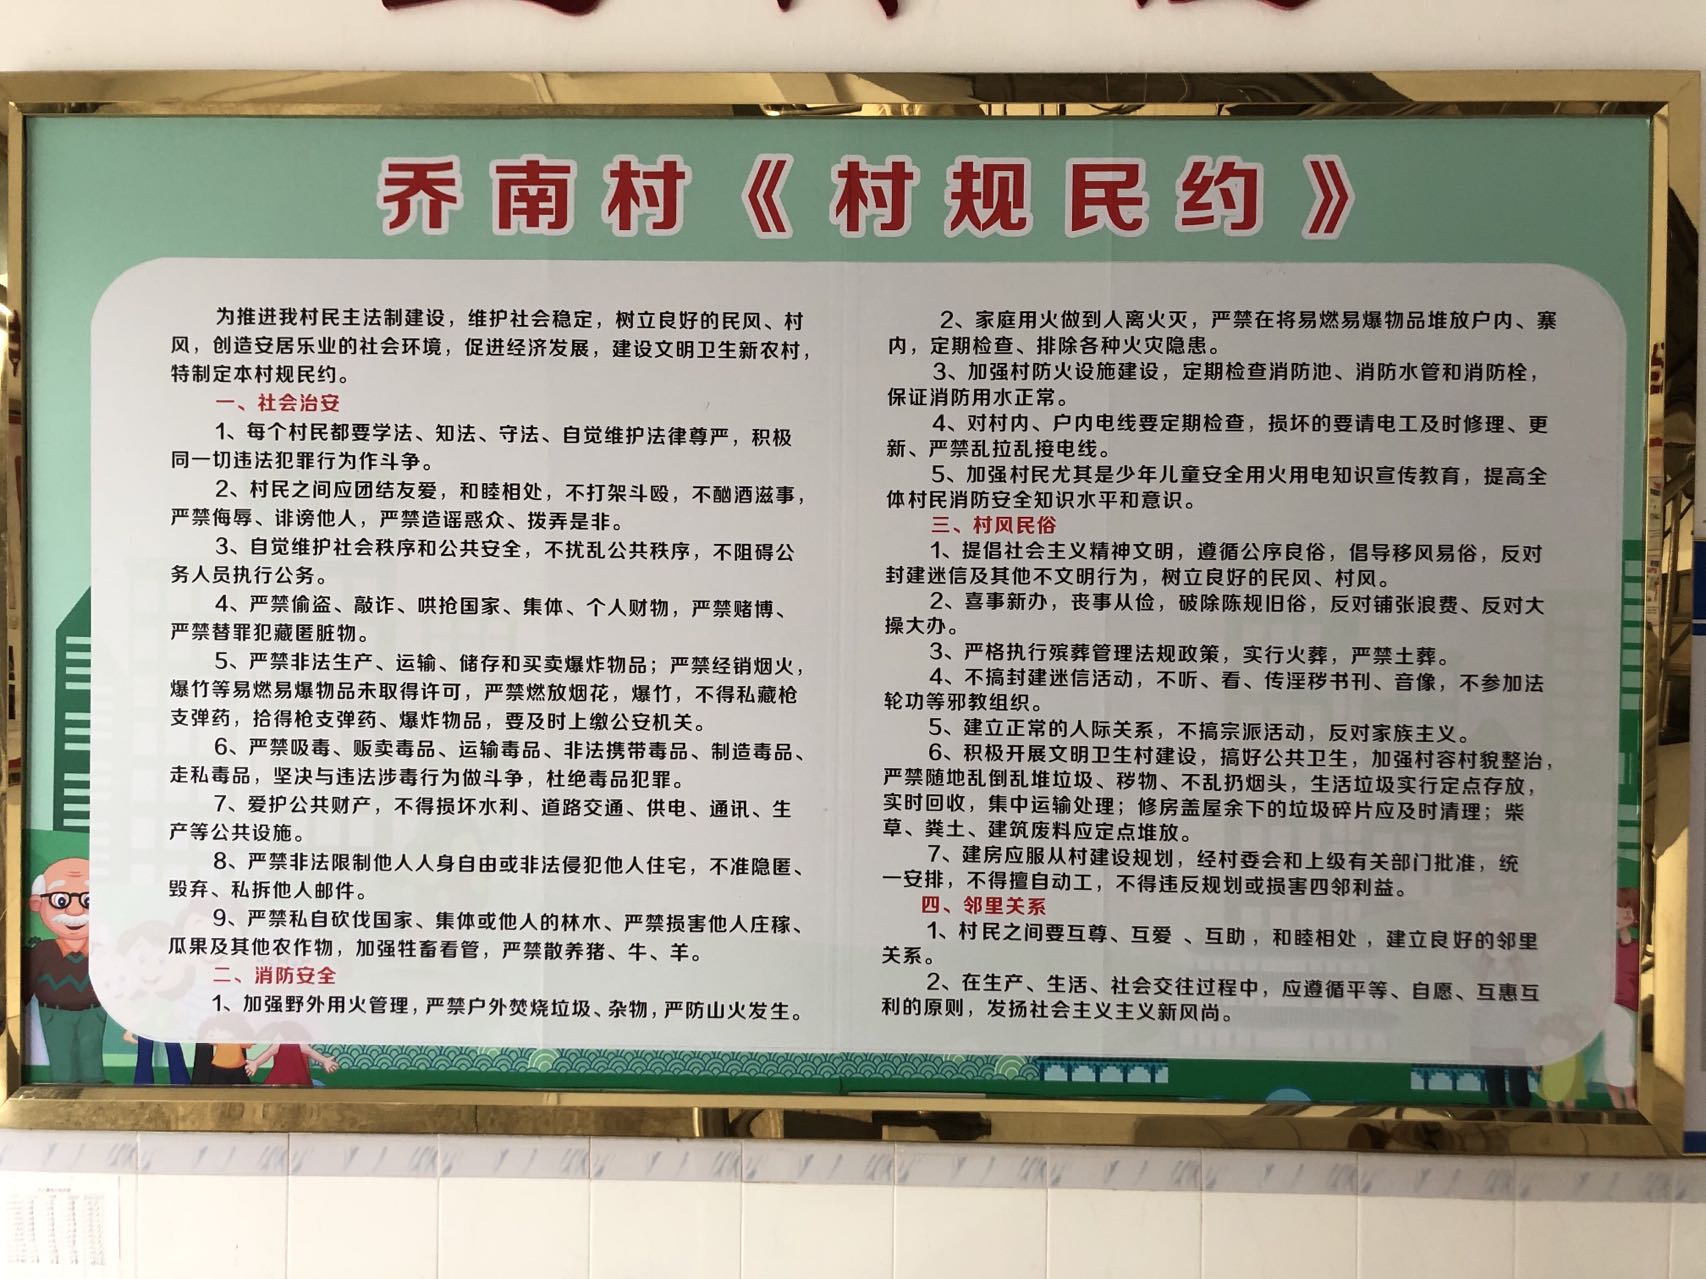 乔南村《村规民约》
为推进我村民主法制建设，维护社会稳定，树立良好的民风、村
风，创造安居乐业的社会环境，促进经济发展，建设文明卫生新农村，
特制定本村规民约。
一、社会治安
1、每个村民都要学法、知法、守法、自觉维护法律尊严，积极
同一切违法犯罪行为作斗争。
2、村民之间应团结友爱，和睦相处，不打架斗殴，不酗酒滋事，
严禁侮辱、诽谤他人，严禁造谣惑众、拨弄是非。
3、自觉维护社会秩序和公共安全，不扰乱公共秩序，不阻碍公
务人员执行公务。
4、严禁偷盗、敲诈、哄抢国家、集体、个人财物，严禁赌博、
严禁替罪犯藏匿脏物。
5、严禁非法生产、运输、储存和买卖爆炸物品；严禁经销烟火，
爆竹等易燃易爆物品未取得许可，严禁燃放烟花，爆竹，不得私藏枪
支弹药，拾得枪支弹药、爆炸物品，要及时上缴公安机关。
6、严禁吸毒、贩卖毒品、运输毒品、非法携带毒品、制造毒品、
走私毒品，坚决与违法涉毒行为做斗争，杜绝毒品犯罪。
7、爱护公共财产，不得损坏水利、道路交通、供电、通讯、生
产等公共设施。
8、严禁非法限制他人人身自由或非法侵犯他人住宅，不准隐匿、
毁弃、私拆他人邮件。
9、严禁私自砍伐国家、集体或他人的林木、严禁损害他人庄稼、
瓜果及其他农作物，加强牲畜看管，严禁散养猪、牛、羊。
二、消防安全
1、加强野外用火管理，严禁户外焚烧垃圾、杂物，严防山火发生。
2、家庭用火做到人离火灭，严禁在将易燃易爆物品堆放户内、寨
内，定期检查、排除各种火灾隐患。
3、加强村防火设施建设，定期检查消防池、消防水管和消防栓，
保证消防用水正常。
4、对村内、户内电线要定期检查，损坏的要请电工及时修理、更
新、严禁乱拉乱接电线。
5、加强村民尤其是少年儿童安全用火用电知识宣传教育，提高全
体村民消防安全知识水平和意识。
三、村风民俗
1、提倡社会主义精神文明，遵循公序良俗，倡导移风易俗，反对
封建迷信及其他不文明行为，树立良好的民风、村风。
2、喜事新办，丧事从俭，破除陈规旧俗，反对铺张浪费、反对大
操大办。
3、严格执行殡葬管理法规政策，实行火葬，严禁土葬。
4、不搞封建迷信活动，不听、看、传淫秽书刊、音像，不参加法
轮功等邪教组织。
5、建立正常的人际关系，不搞宗派活动，反对家族主义。
6、积极开展文明卫生村建设，搞好公共卫生，加强村容村貌整治，
严禁随地乱倒乱堆垃圾、秽物、不乱扔烟头，生活垃圾实行定点存放，
实时回收，集中运输处理；修房盖屋余下的垃圾碎片应及时清理；柴
草、粪土、建筑废料应定点堆放。
7、建房应服从村建设规划，经村委会和上级有关部门批准，统
一安排，不得擅自动工，不得违反规划或损害四邻利益。
四、邻里关系
1、村民之间要互尊、互爱 、互助 ，和睦相处 ，建立良好的邻里
关系。
2、在生产、生活、社会交往过程中，应遵循平等、自愿、互惠互
利的原则，发扬社会主义主义新风尚。